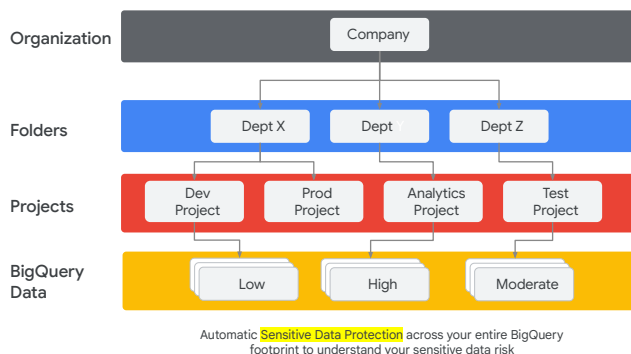 Organization
Company
Folders
Dept X
Dept Y
Dept Z
Projects
Dev
Project
Prod
Project
Analytics
Project
Test
Project
BigQuery
Data
Low
High
Moderate
Automatic Sensitive Data Protection across your entire BigQuery
footprint to understand your sensitive data risk